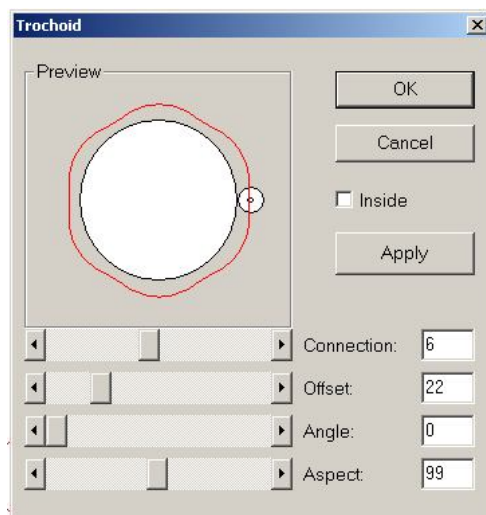 Trochoid
Preview
OK
Cancel
Inside
Apply
Connection: 6
Offset: 22
Angle: 0
Aspect: 99